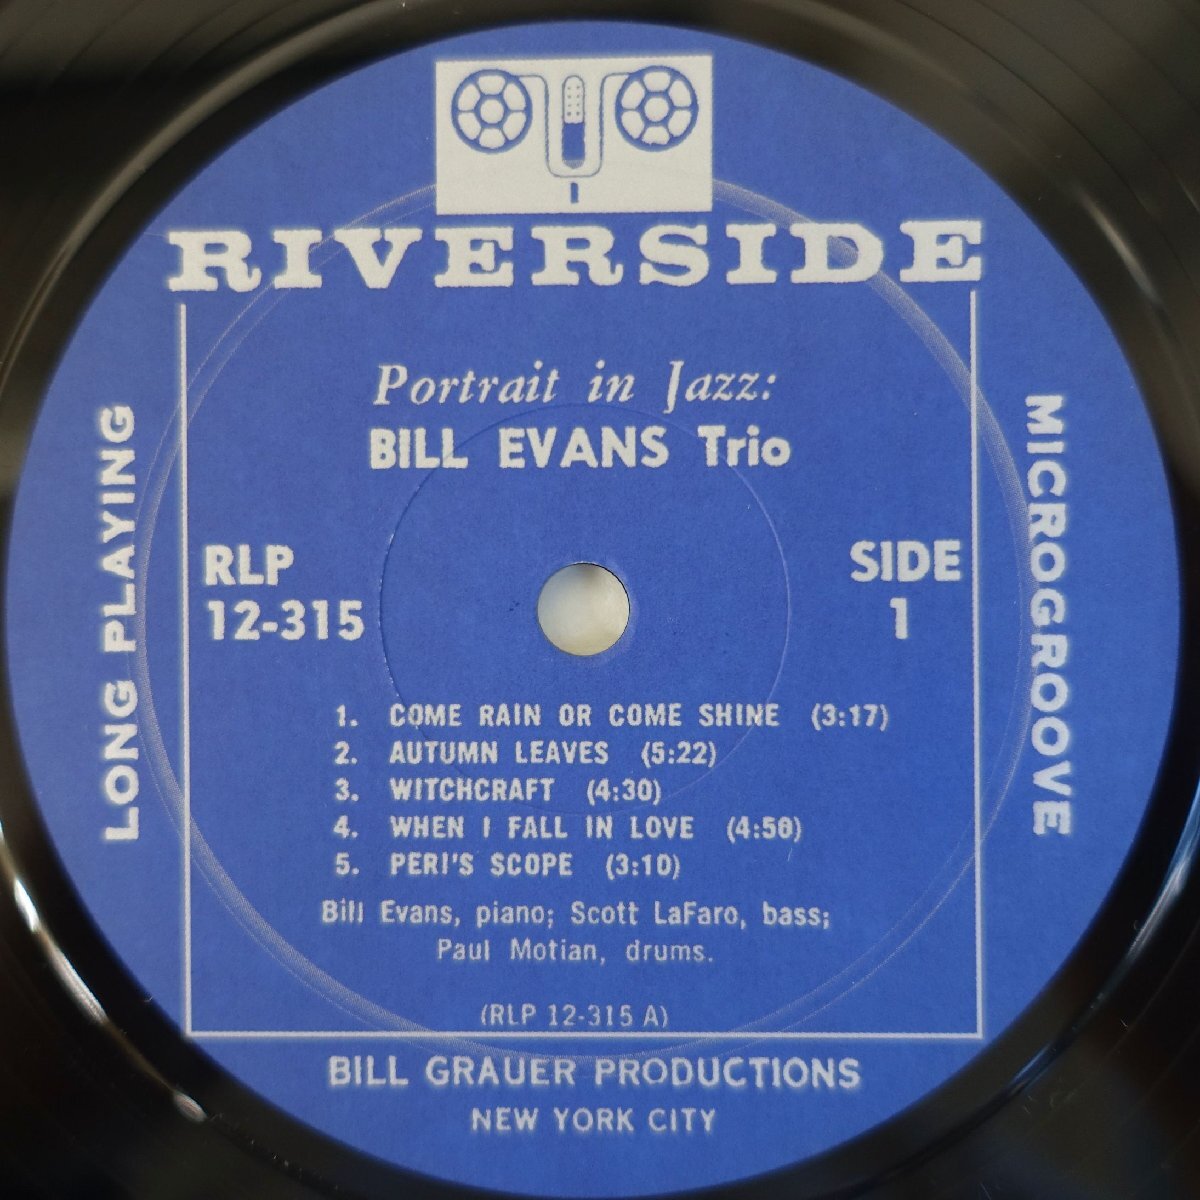 RIVERSIDE
Portrait in Jazz:
BILL EVANS Trio
RLP
12-315
SIDE
1
LONG PLAYING
MICROGROOVE
1. COME RAIN OR COME SHINE (3:17)
2. AUTUMN LEAVES (5:22)
3. WITCHCRAFT (4:30)
4. WHEN I FALL IN LOVE (4:50)
5. PERI'S SCOPE (3:10)
Bill Evans, piano; Scott LaFaro, bass;
Paul Motian, drums.
(RLP 12-315 A)
BILL GRAUER PRODUCTIONS
NEW YORK CITY